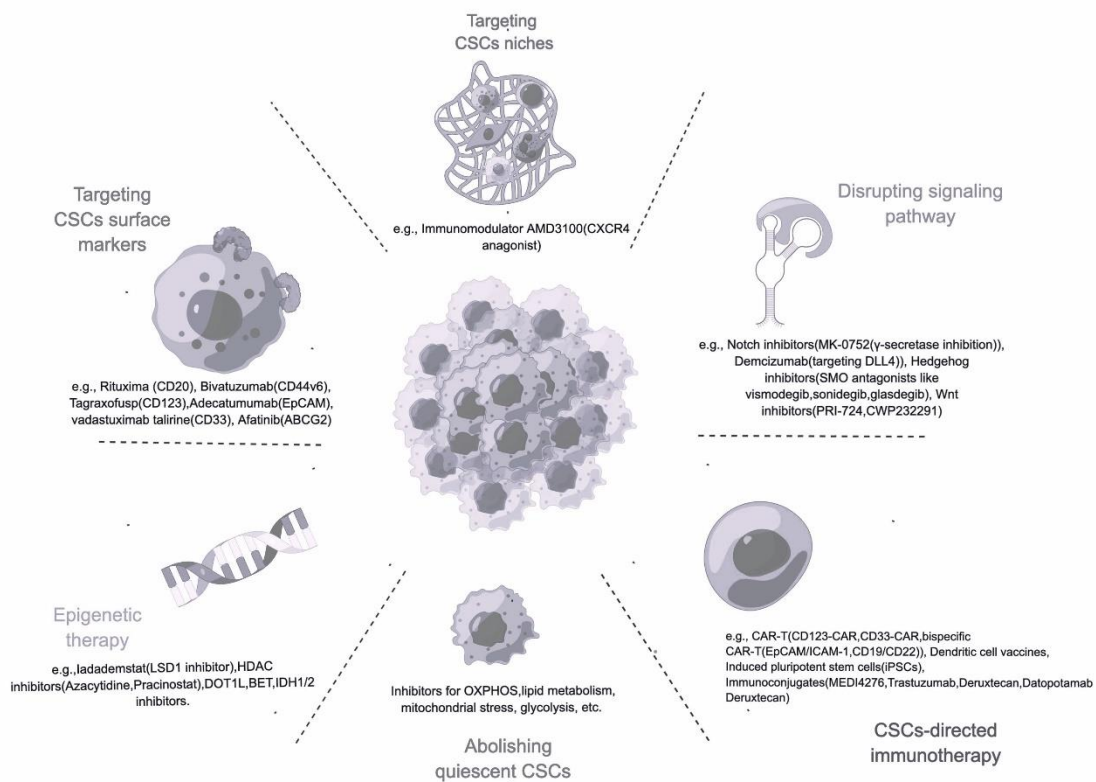 Targeting
CSCs niches
e.g., Immunomodulator AMD3100(CXCR4
anagonist)
Targeting
CSCs surface
markers
e.g., Rituxima (CD20), Bivatuzumab(CD44v6),
Tagraxofusp(CD123),Adecatumumab(EpCAM),
vadastuximab talirine(CD33), Afatinib(ABCG2)
Disrupting signaling
pathway
e.g., Notch inhibitors(MK-0752(γ-secretase inhibition)),
Demcizumab(targeting DLL4)), Hedgehog
inhibitors(SMO antagonists like
vismodegib,sonidegib,glasdegib), Wnt
inhibitors(PRI-724,CWP232291)
Epigenetic
therapy
e.g.,Iadademstat(LSD1 inhibitor),HDAC
inhibitors(Azacytidine,Pracinostat),DOT1L,BET,IDH1/2
inhibitors.
Inhibitors for OXPHOS,lipid metabolism,
mitochondrial stress, glycolysis, etc.
Abolishing
quiescent CSCs
e.g., CAR-T(CD123-CAR,CD33-CAR,bispecific
CAR-T(EpCAM/ICAM-1,CD19/CD22)), Dendritic cell vaccines,
Induced pluripotent stem cells(iPSCs),
Immunoconjugates(MEDI4276,Trastuzumab,Deruxtecan,Datopotamab
Deruxtecan)
CSCs-directed
immunotherapy